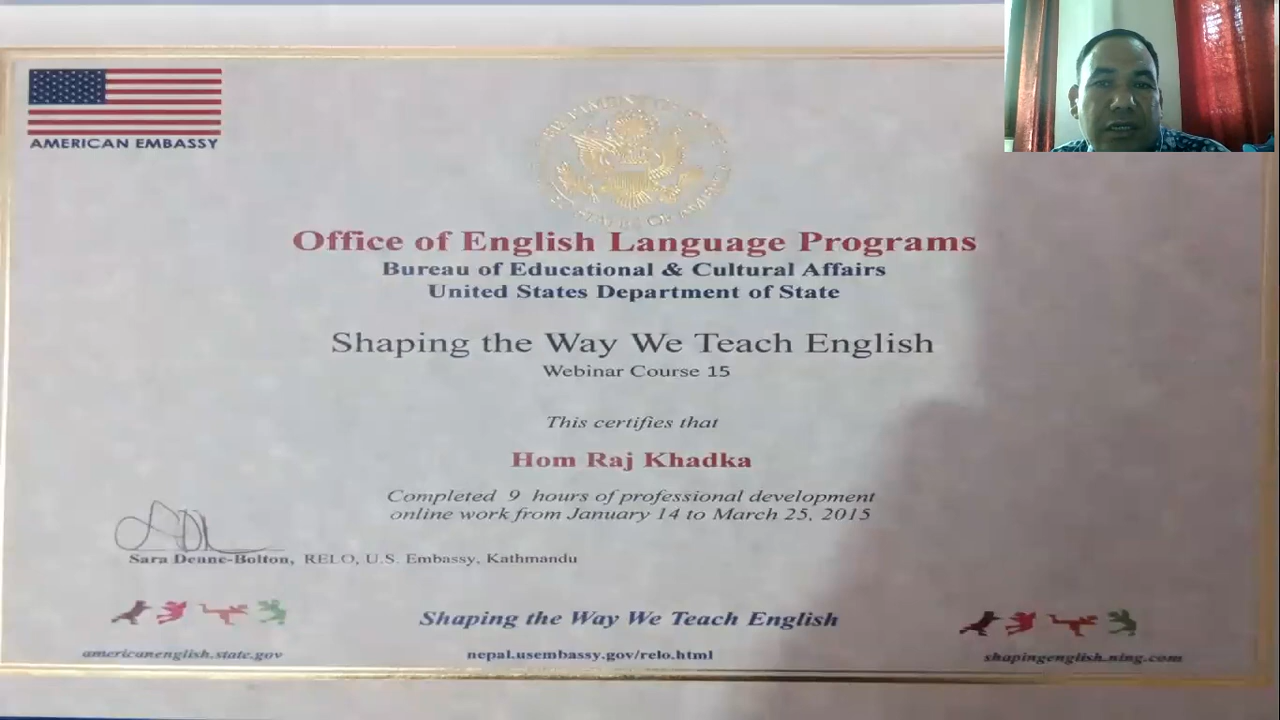 AMERICAN EMBASSY
Office of English Language Programs
Bureau of Educational & Cultural Affairs
United States Department of State
Shaping the Way We Teach English
Webinar Course 15
This certifies that
Hom Raj Khadka
Completed 9 hours of professional development
online work from January 14 to March 25, 2015
Sara Denne-Bolton, RELO, U.S. Embassy, Kathmandu
Shaping the Way We Teach English
americanenglish.state.gov
nepal.usembassy.gov/relo.html
shapingenglish.ning.com